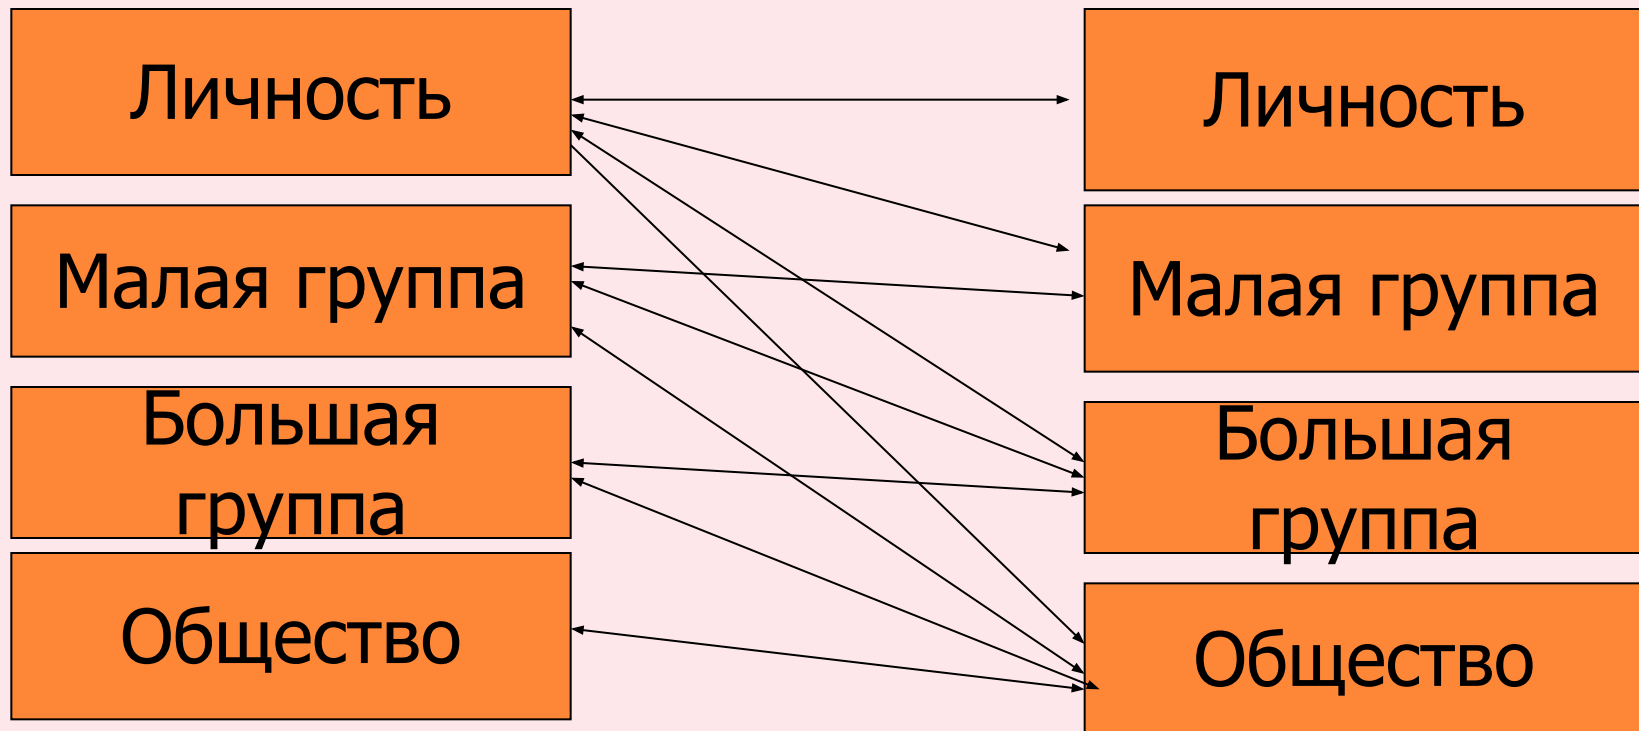 Личность
Малая группа
Большая
группа
Общество
Личность
Малая группа
Большая
группа
Общество